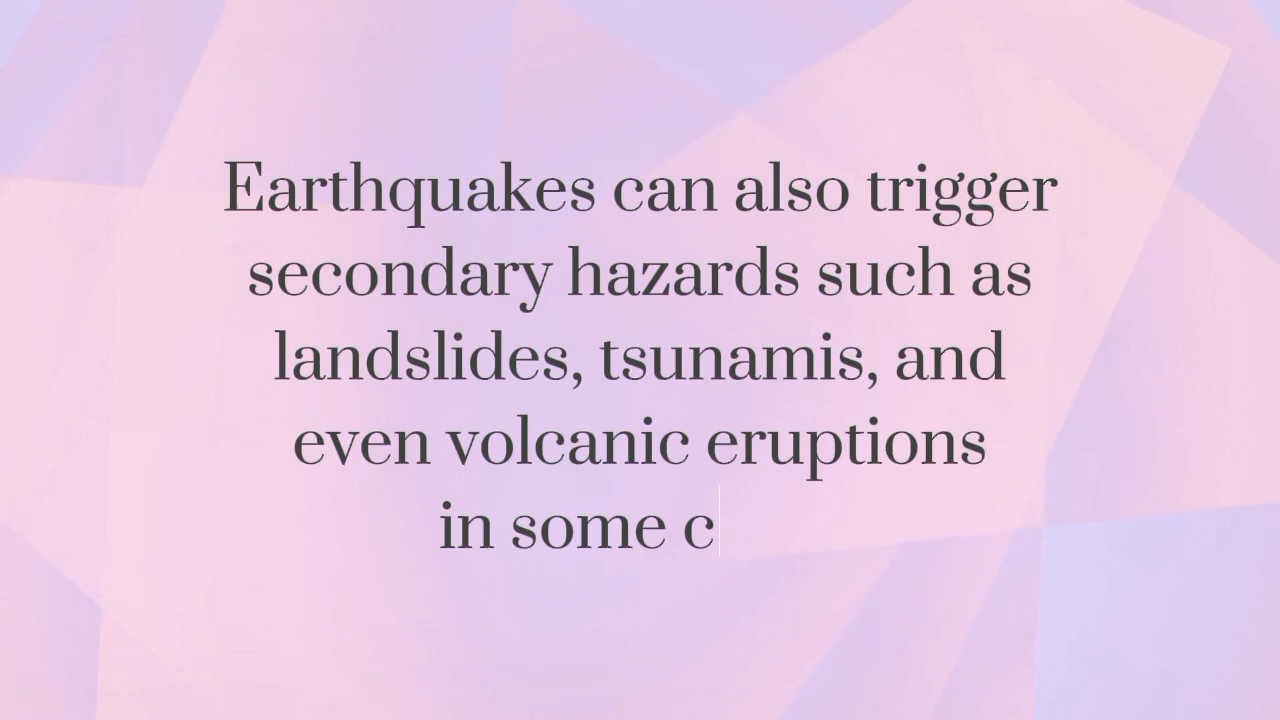 Earthquakes can also trigger
secondary hazards such as
landslides, tsunamis, and
even volcanic eruptions
in some c